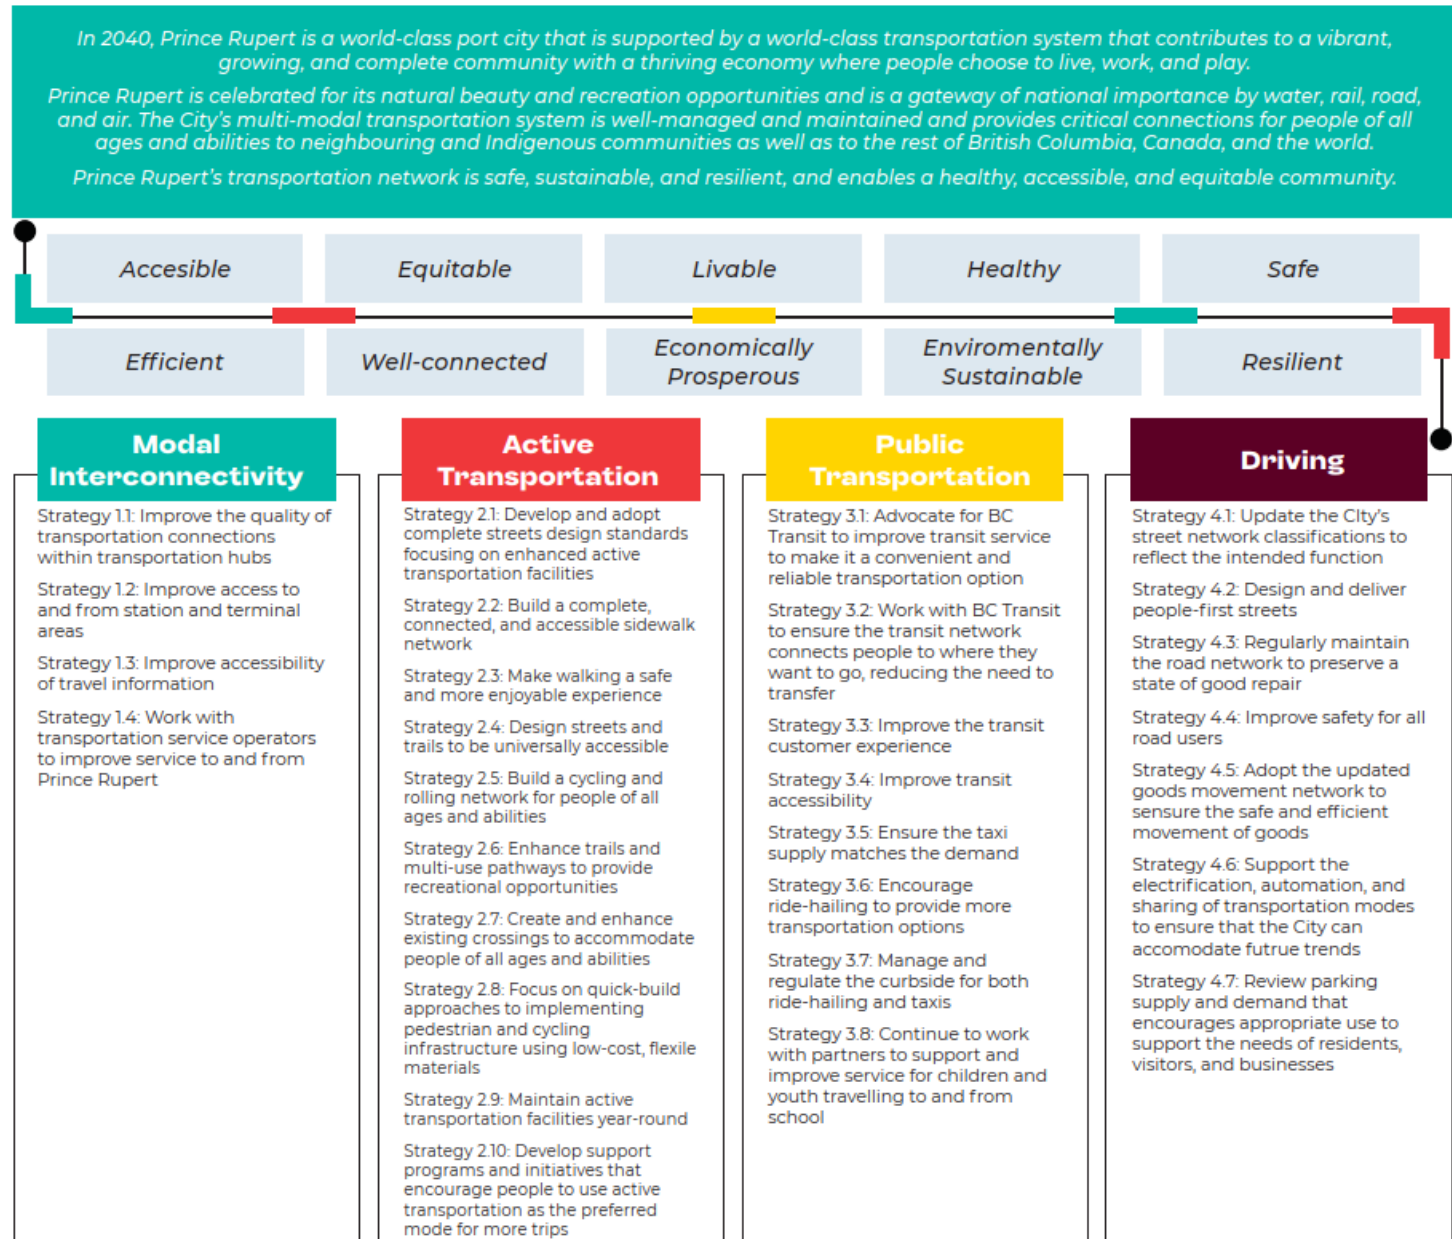 In 2040, Prince Rupert is a world-class port city that is supported by a world-class transportation system that contributes to a vibrant,
growing, and complete community with a thriving economy where people choose to live, work, and play.
Prince Rupert is celebrated for its natural beauty and recreation opportunities and is a gateway of national importance by water, rail, road,
and air. The City's multi-modal transportation system is well-managed and maintained and provides critical connections for people of all
ages and abilities to neighbouring and Indigenous communities as well as to the rest of British Columbia, Canada, and the world.
Prince Rupert's transportation network is safe, sustainable, and resilient, and enables a healthy, accessible, and equitable community.
Accesible
Equitable
Livable
Healthy
Safe
Efficient
Well-connected
Economically
Prosperous
Enviromentally
Sustainable
Resilient
Modal
Interconnectivity
Strategy 1.1: Improve the quality of
transportation connections
within transportation hubs
Strategy 1.2: Improve access to
and from station and terminal
areas
Strategy 1.3: Improve accessibility
of travel information
Strategy 1.4: Work with
transportation service operators
to improve service to and from
Prince Rupert
Active
Transportation
Strategy 2.1: Develop and adopt
complete streets design standards
focusing on enhanced active
transportation facilities
Strategy 2.2: Build a complete,
connected, and accessible sidewalk
network
Strategy 2.3: Make walking a safe
and more enjoyable experience
Strategy 2.4: Design streets and
trails to be universally accessible
Strategy 2.5: Build a cycling and
rolling network for people of all
ages and abilities
Strategy 2.6: Enhance trails and
multi-use pathways to provide
recreational opportunities
Strategy 2.7: Create and enhance
existing crossings to accommodate
people of all ages and abilities
Strategy 2.8: Focus on quick-build
approaches to implementing
pedestrian and cycling
infrastructure using low-cost, flexile
materials
Strategy 2.9: Maintain active
transportation facilities year-round
Strategy 2.10: Develop support
programs and initiatives that
encourage people to use active
transportation as the preferred
mode for more trips
Public
Transportation
Strategy 3.1: Advocate for BC
Transit to improve transit service
to make it a convenient and
reliable transportation option
Strategy 3.2: Work with BC Transit
to ensure the transit network
connects people to where they
want to go, reducing the need to
transfer
Strategy 3.3: Improve the transit
customer experience
Strategy 3.4: Improve transit
accessibility
Strategy 3.5: Ensure the taxi
supply matches the demand
Strategy 3.6: Encourage
ride-hailing to provide more
transportation options
Strategy 3.7: Manage and
regulate the curbside for both
ride-hailing and taxis
Strategy 3.8: Continue to work
with partners to support and
improve service for children and
youth travelling to and from
school
Driving
Strategy 4.1: Update the CIty's
street network classifications to
reflect the intended function
Strategy 4.2: Design and deliver
people-first streets
Strategy 4.3: Regularly maintain
the road network to preserve a
state of good repair
Strategy 4.4: Improve safety for all
road users
Strategy 4.5: Adopt the updated
goods movement network to
sensure the safe and efficient
movement of goods
Strategy 4.6: Support the
electrification, automation, and
sharing of transportation modes
to ensure that the City can
accomodate futrue trends
Strategy 4.7: Review parking
supply and demand that
encourages appropriate use to
support the needs of residents,
visitors, and businesses